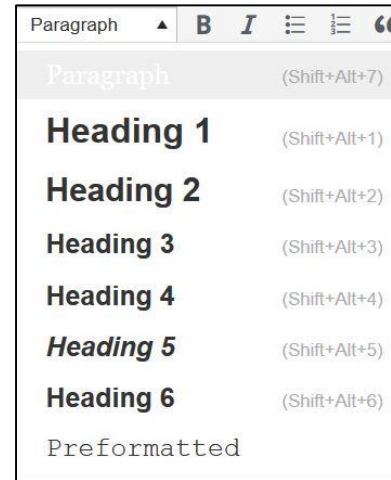 Paragraph B I
Paragraph (Shift+Alt+7)
Heading 1 (Shift+Alt+1)
Heading 2 (Shift+Alt+2)
Heading 3 (Shift+Alt+3)
Heading 4 (Shift+Alt+4)
Heading 5 (Shift+Alt+5)
Heading 6 (Shift+Alt+6)
Preformatted